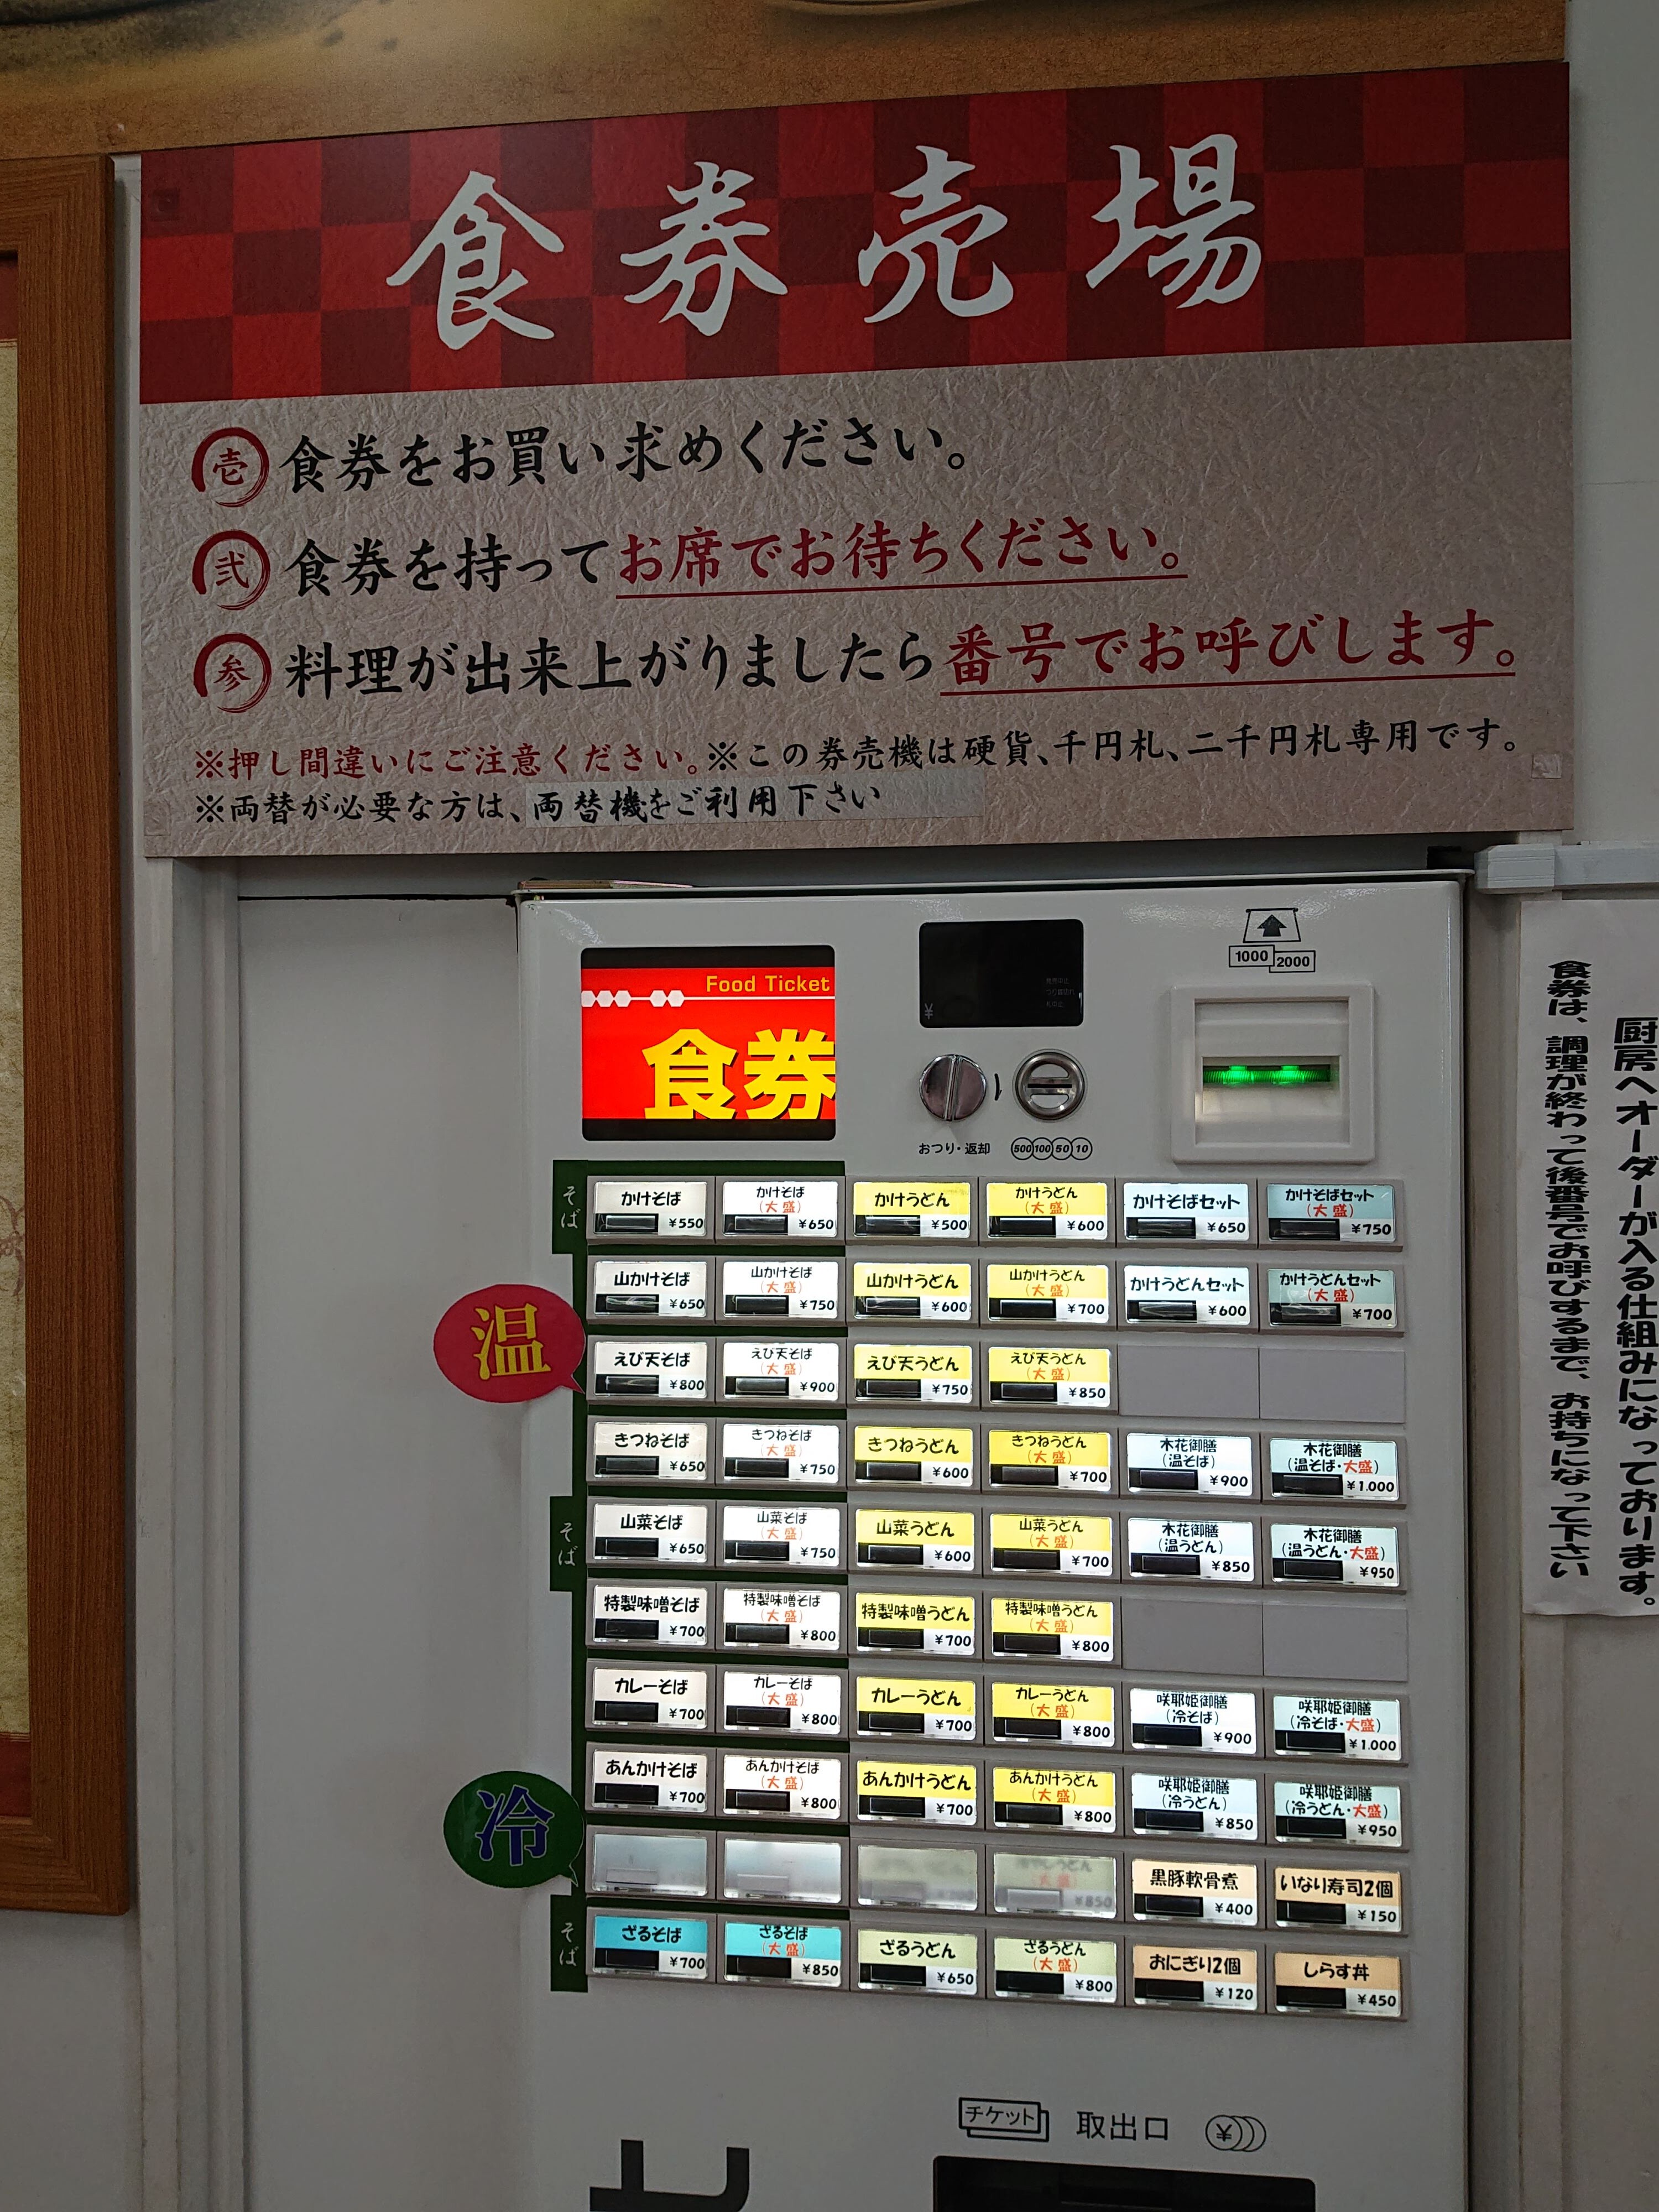 食券売場
壱 食券をお買い求めください。
弐 食券を持ってお席でお待ちください。
参 料理が出来上がりましたら番号でお呼びします。
※押し間違いにご注意ください。※この券売機は硬貨、千円札、二千円札専用です。
※両替が必要な方は、両替機をご利用下さい
Food Ticket
食券
¥
1000 2000
おつり・返却
500 100 50 10
そば
かけそば ¥550
かけそば(大盛) ¥650
かけうどん ¥500
かけうどん(大盛) ¥600
かけそばセット ¥650
かけそばセット(大盛) ¥750
山かけそば ¥650
山かけそば(大盛) ¥750
山かけうどん ¥600
山かけうどん(大盛) ¥700
かけうどんセット ¥600
かけうどんセット(大盛) ¥700
温
えび天そば ¥800
えび天そば(大盛) ¥900
えび天うどん ¥750
えび天うどん(大盛) ¥850
きつねそば ¥650
きつねそば(大盛) ¥750
きつねうどん ¥600
きつねうどん(大盛) ¥700
木花御膳(温そば) ¥900
木花御膳(温そば・大盛) ¥1.000
そば
山菜そば ¥650
山菜そば(大盛) ¥750
山菜うどん ¥600
山菜うどん(大盛) ¥700
木花御膳(温うどん) ¥850
木花御膳(温うどん・大盛) ¥950
特製味噌そば ¥700
特製味噌そば(大盛) ¥800
特製味噌うどん ¥700
特製味噌うどん(大盛) ¥800
カレーそば ¥700
カレーそば(大盛) ¥800
カレーうどん ¥700
カレーうどん(大盛) ¥800
咲耶姫御膳(冷そば) ¥900
咲耶姫御膳(冷そば・大盛) ¥1.000
冷
あんかけそば ¥700
あんかけそば(大盛) ¥800
あんかけうどん ¥700
あんかけうどん(大盛) ¥800
咲耶姫御膳(冷うどん) ¥850
咲耶姫御膳(冷うどん・大盛) ¥950
うどん(大盛) ¥850
黒豚軟骨煮 ¥400
いなり寿司2個 ¥150
そば
ざるそば ¥700
ざるそば(大盛) ¥850
ざるうどん ¥650
ざるうどん(大盛) ¥800
おにぎり2個 ¥120
しらす丼 ¥450
チケット 取出口 ¥
厨房へオーダーが入る仕組みになっております。
食券は、調理が終わって後番号でお呼びするまで、お持ちになって下さい